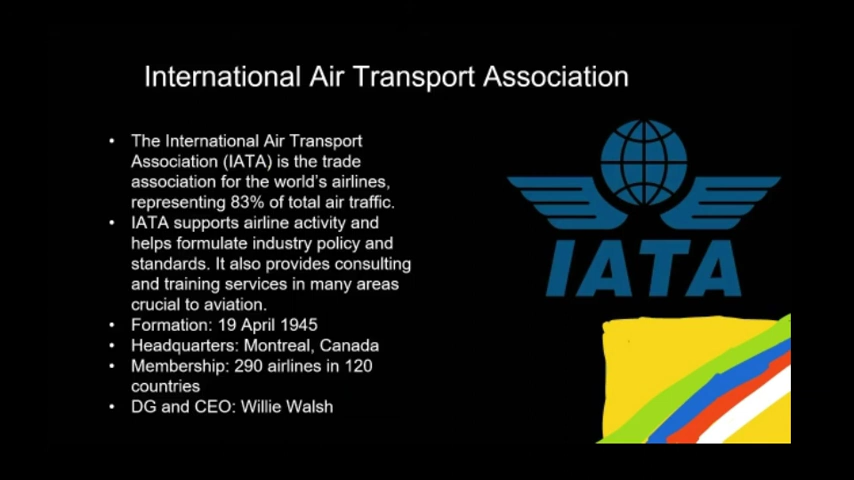 International Air Transport Association
• The International Air Transport
Association (IATA) is the trade
association for the world's airlines,
representing 83% of total air traffic.
• IATA supports airline activity and
helps formulate industry policy and
standards. It also provides consulting
and training services in many areas
crucial to aviation.
• Formation: 19 April 1945
• Headquarters: Montreal, Canada
• Membership: 290 airlines in 120
countries
• DG and CEO: Willie Walsh
IATA